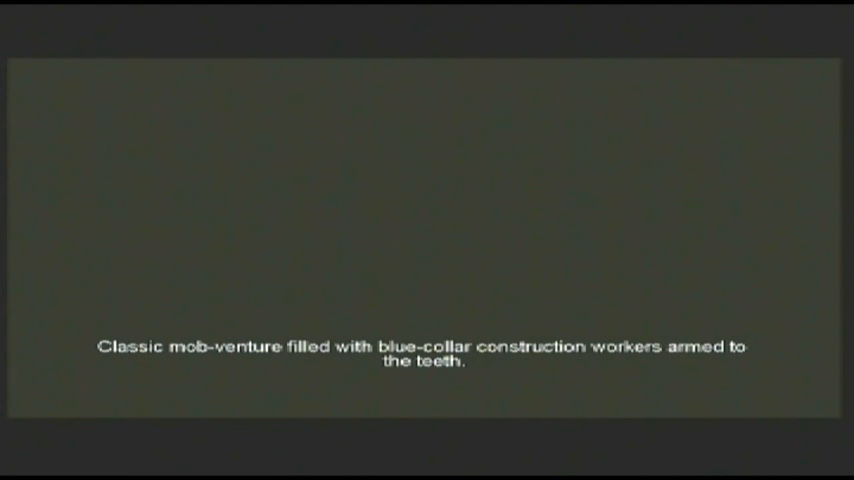 Classic mob-venture filled with blue-collar construction workers armed to
the teeth.